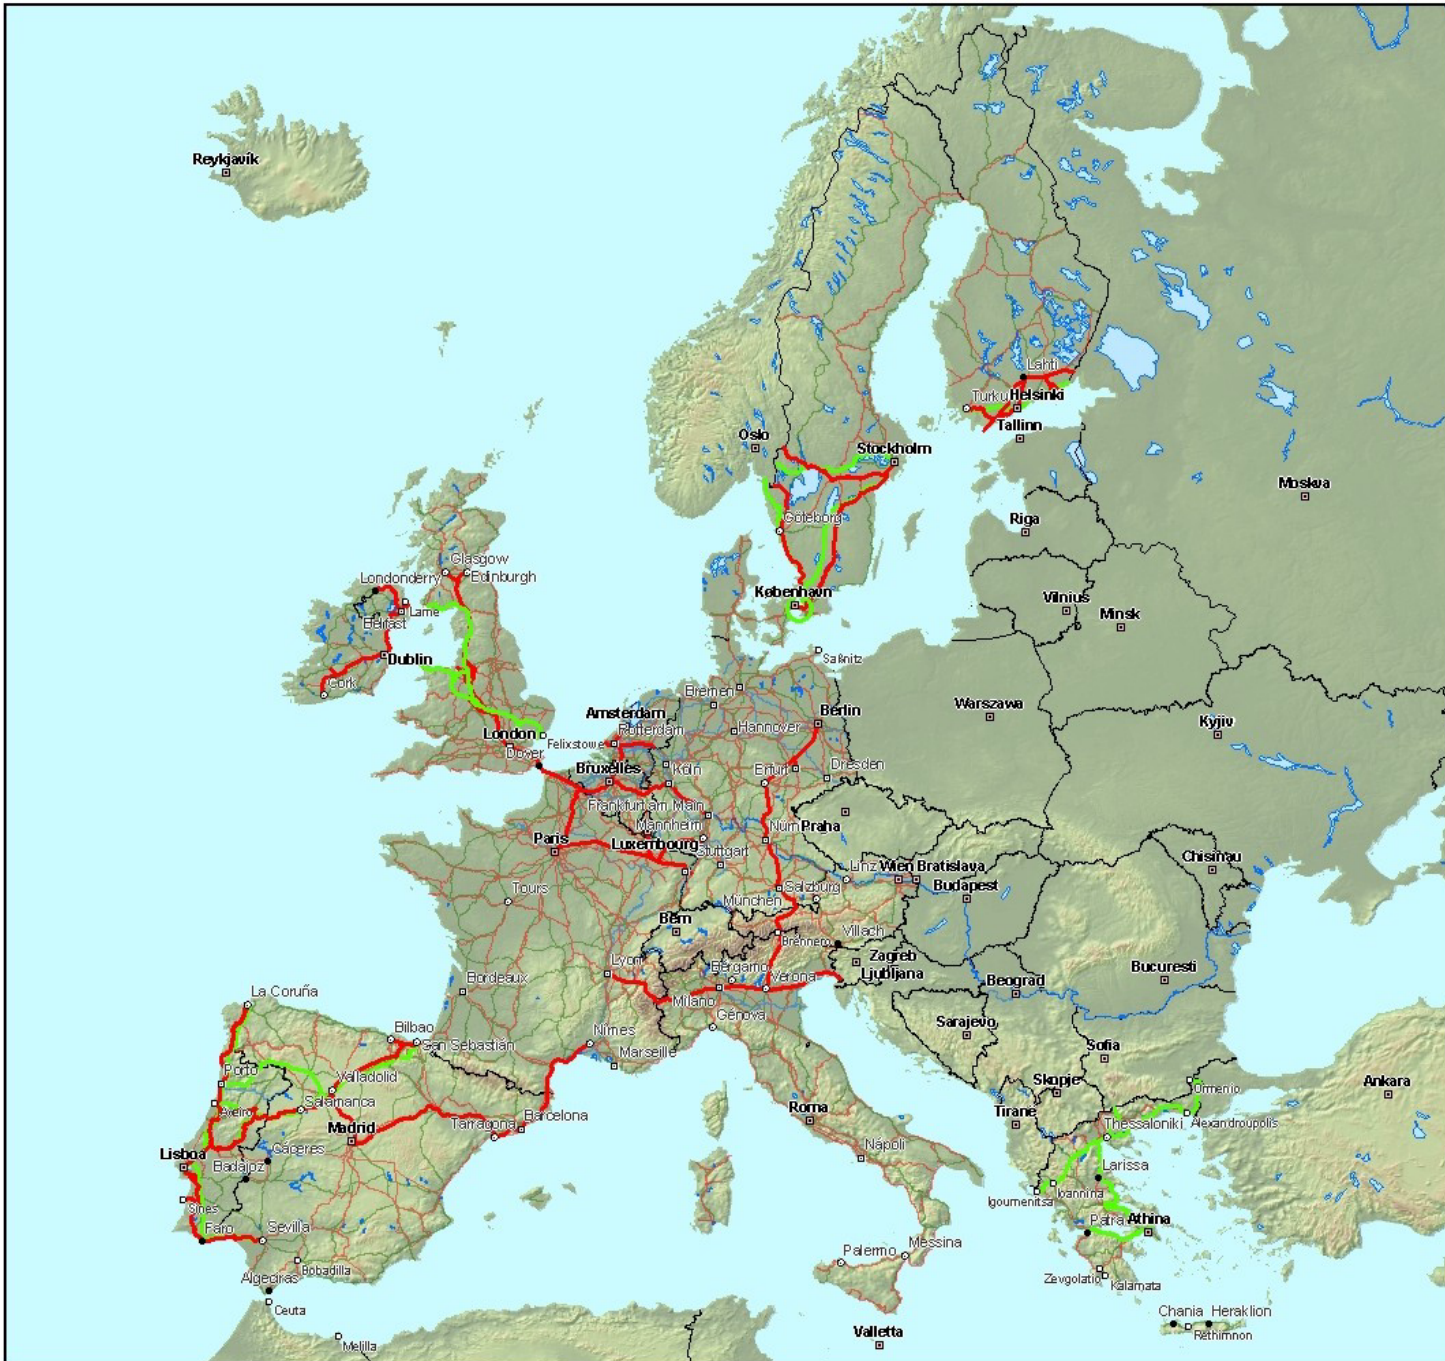 Reykjavík
Lahti
Turku
Helsinki
Tallinn
Oslo
Stockholm
Moskva
Göteborg
Riga
Glasgow
Edinburgh
Londonderry
Larne
Belfast
København
Vilnius
Minsk
Dublin
Saßnitz
Cork
Bremen
Amsterdam
Berlin
Warszawa
Rotterdam
Hannover
Kyjiv
London
Felixstowe
Dover
Bruxelles
Köln
Erfurt
Dresden
Frankfurt am Main
Mannheim
Praha
Paris
Luxembourg
Stuttgart
Chisinau
Linz
Wien
Bratislava
Tours
Salzburg
Budapest
München
Bern
Villach
Brennero
Zagreb
Ljubljana
Lyon
Bergamo
Verona
Bordeaux
Beograd
Bucuresti
La Coruña
Milano
Génova
Bilbao
San Sebastián
Nîmes
Sarajevo
Marseille
Sofia
Porto
Valladolid
Skopje
Ormenio
Ankara
Salamanca
Roma
Tirane
Alexandroupolis
Thessaloniki
Aveiro
Madrid
Tarragona
Barcelona
Lisboa
Cáceres
Nápoli
Badajoz
Larissa
Igoumenitsa
Ioannina
Sines
Faro
Sevilla
Patra
Athina
Palermo
Messina
Bobadilla
Algeciras
Zevgolatio
Kalamata
Ceuta
Chania
Heraklion
Rethimnon
Melilla
Valletta